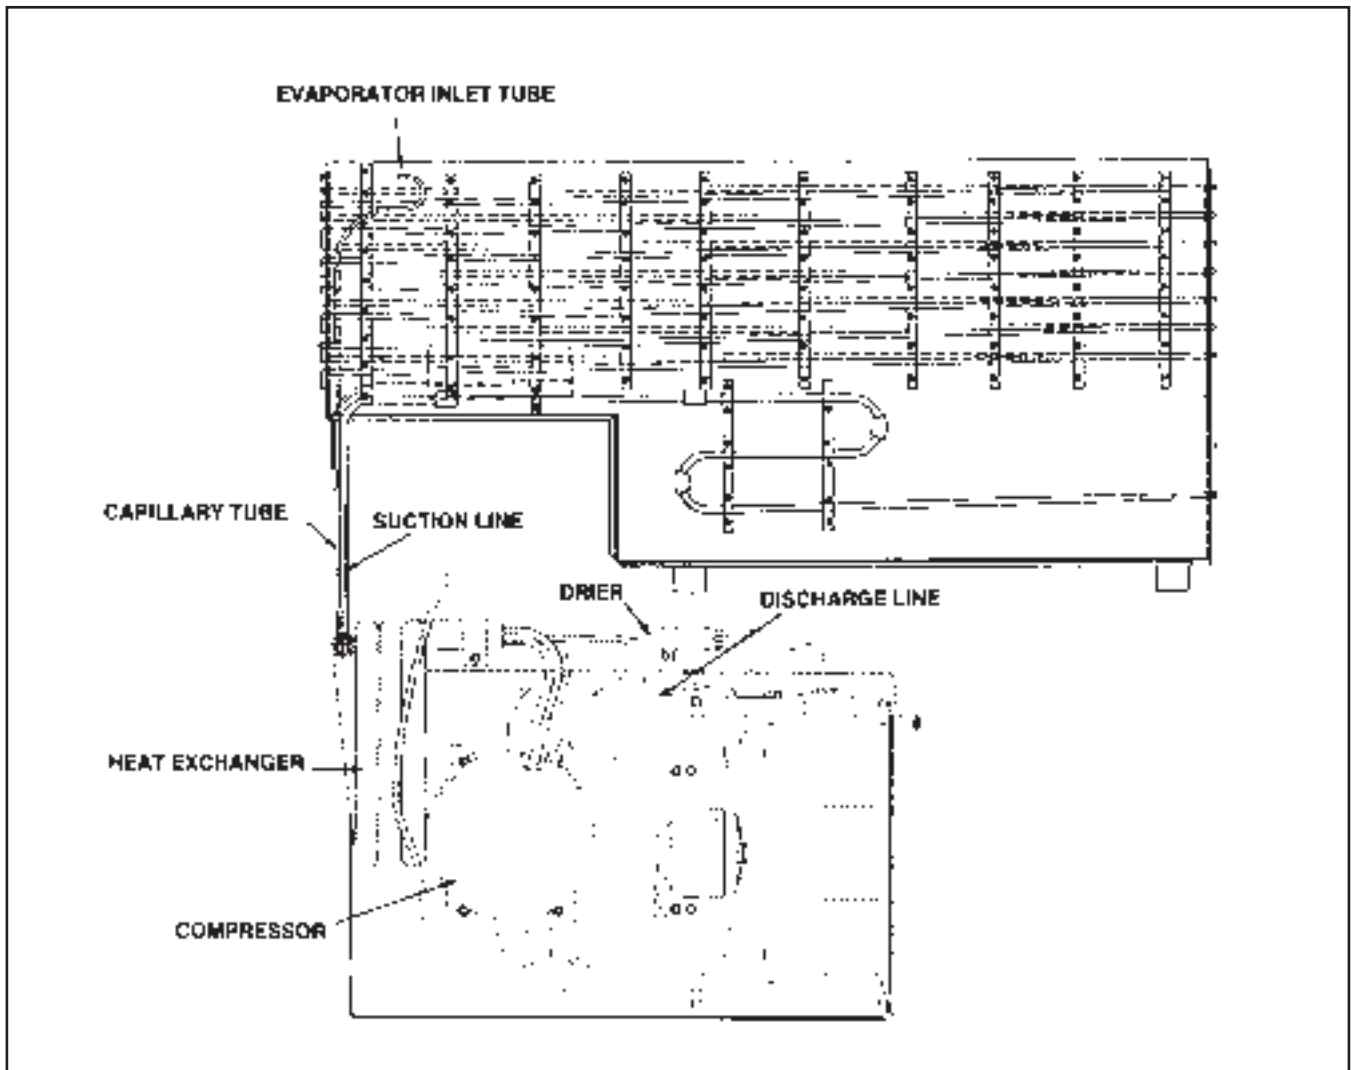 EVAPORATOR INLET TUBE
CAPILLARY TUBE
SUCTION LINE
DRIER
DISCHARGE LINE
HEAT EXCHANGER
COMPRESSOR